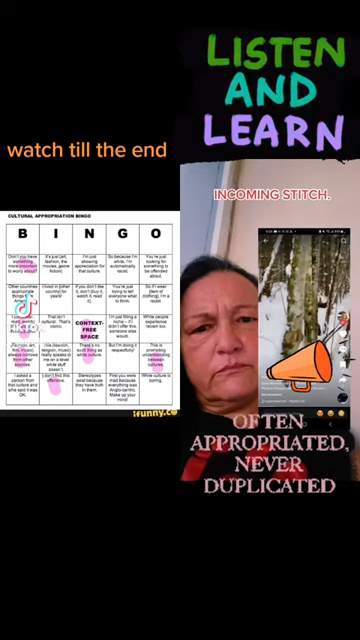 LISTEN
AND
LEARN
watch till the end
INCOMING STITCH.
CULTURAL APPROPRIATION BINGO
B I N G O
Don't you have something more important to worry about?
It's just [art, fashion, the movies, genre fiction]
I'm just showing appreciation for that culture.
So because I'm white, I'm automatically racist.
You're just looking for something to be offended about.
Other countries appropriate things
I lived in [other country] for years!
If you don't like it, don't [buy it, watch it, read it].
You're just trying to tell everyone what to think.
So if I wear [item of clothing], I'm a racist.
That isn't cultural. That's
CONTEXT-
FREE
SPACE
I'm just filling a niche – if I didn't offer this, someone else would.
While people experience racism too.
[Fashion, art, film, music] always borrows from other
this [fashion, religion, music] really speaks to me on a level white stuff doesn't.
There's no such thing as white culture.
But I'm doing it respectfully!
This is promoting understanding between cultures.
I asked a person from that culture and she said it was OK.
I don't find this offensive.
Stereotypes exist because they have truth in them.
First you were mad because everything was Anglo-centric. Make up your mind!
White culture is boring.
ifunny.co
OFTEN
APPROPRIATED,
NEVER
DUPLICATED